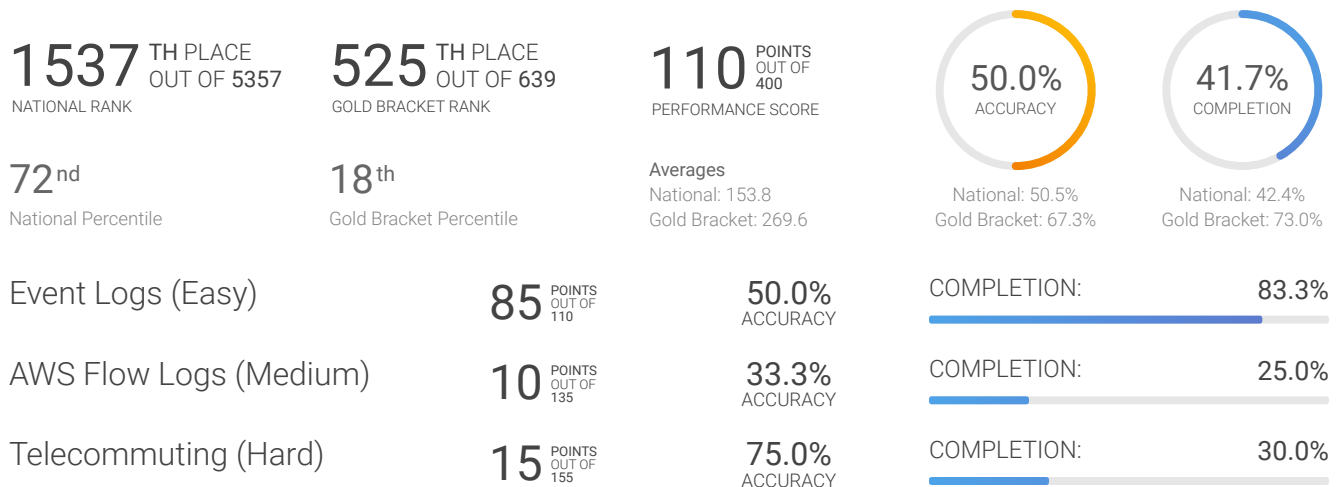 1537 TH PLACE
OUT OF 5357
NATIONAL RANK
72nd
National Percentile
525 TH PLACE
OUT OF 639
GOLD BRACKET RANK
18th
Gold Bracket Percentile
110 POINTS
OUT OF
400
PERFORMANCE SCORE
Averages
National: 153.8
Gold Bracket: 269.6
50.0%
ACCURACY
National: 50.5%
Gold Bracket: 67.3%
41.7%
COMPLETION
National: 42.4%
Gold Bracket: 73.0%
Event Logs (Easy)
85 POINTS
OUT OF
110
50.0%
ACCURACY
COMPLETION: 83.3%
AWS Flow Logs (Medium)
10 POINTS
OUT OF
135
33.3%
ACCURACY
COMPLETION: 25.0%
Telecommuting (Hard)
15 POINTS
OUT OF
155
75.0%
ACCURACY
COMPLETION: 30.0%